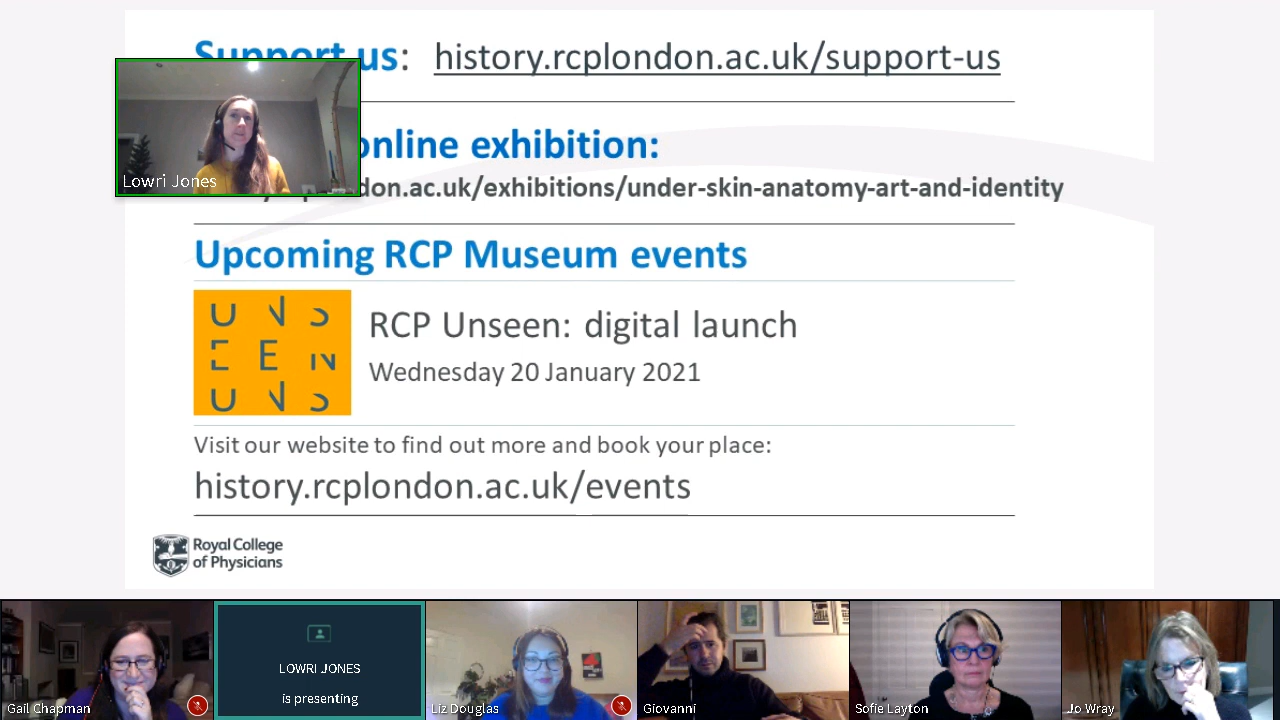 Support us: history.rcplondon.ac.uk/support-us
Lowri Jones
online exhibition:
don.ac.uk/exhibitions/under-skin-anatomy-art-and-identity
Upcoming RCP Museum events
UNS
EEN
UNS
RCP Unseen: digital launch
Wednesday 20 January 2021
Visit our website to find out more and book your place:
history.rcplondon.ac.uk/events
Royal College
of Physicians
Gail Chapman
LOWRI JONES
is presenting
Liz Douglas
Giovanni
Sofie Layton
Jo Wray